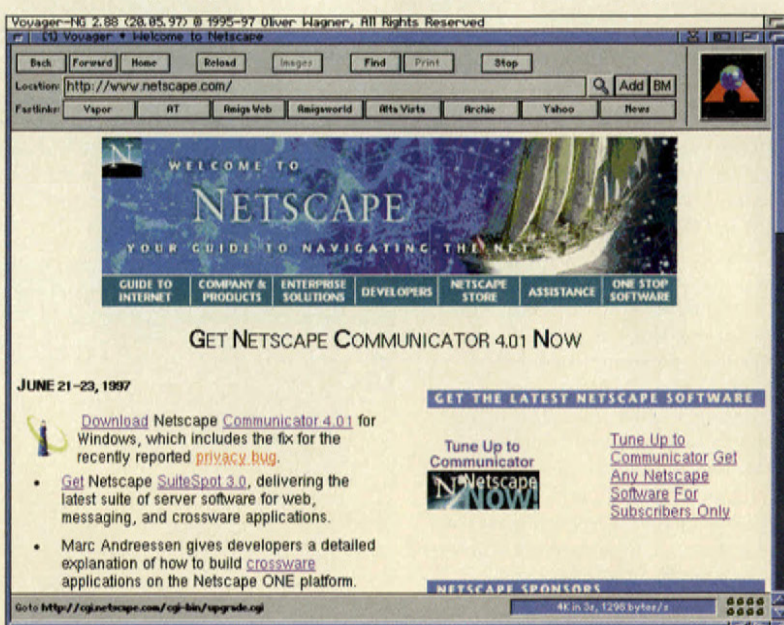 Voyager-NG 2.88 (20.05.97) © 1995-97 Oliver Wagner, All Rights Reserved
(1) Voyager • Welcome to Netscape
Back Forward Home Reload Images Find Print Stop
Location: http://www.netscape.com/ Add BM
Fastlinks: Vapor AT Amiga Web Amigaworld Alta Vista Archie Yahoo News
N
WELCOME TO
NETSCAPE
YOUR GUIDE TO NAVIGATING THE NET
GUIDE TO INTERNET
COMPANY & PRODUCTS
ENTERPRISE SOLUTIONS
DEVELOPERS
NETSCAPE STORE
ASSISTANCE
ONE STOP SOFTWARE
GET NETSCAPE COMMUNICATOR 4.01 NOW
JUNE 21-23, 1997
Download Netscape Communicator 4.01 for
Windows, which includes the fix for the
recently reported privacy bug.
• Get Netscape SuiteSpot 3.0, delivering the
latest suite of server software for web,
messaging, and crossware applications.
• Marc Andreessen gives developers a detailed
explanation of how to build crossware
applications on the Netscape ONE platform.
GET THE LATEST NETSCAPE SOFTWARE
Tune Up to
Communicator
N Netscape
NOW!
Tune Up to
Communicator Get
Any Netscape
Software For
Subscribers Only
NETSCAPE SPONSORS
Goto http://cgi.netscape.com/cgi-bin/upgrade.cgi
4K in 3s, 1296 bytes/s